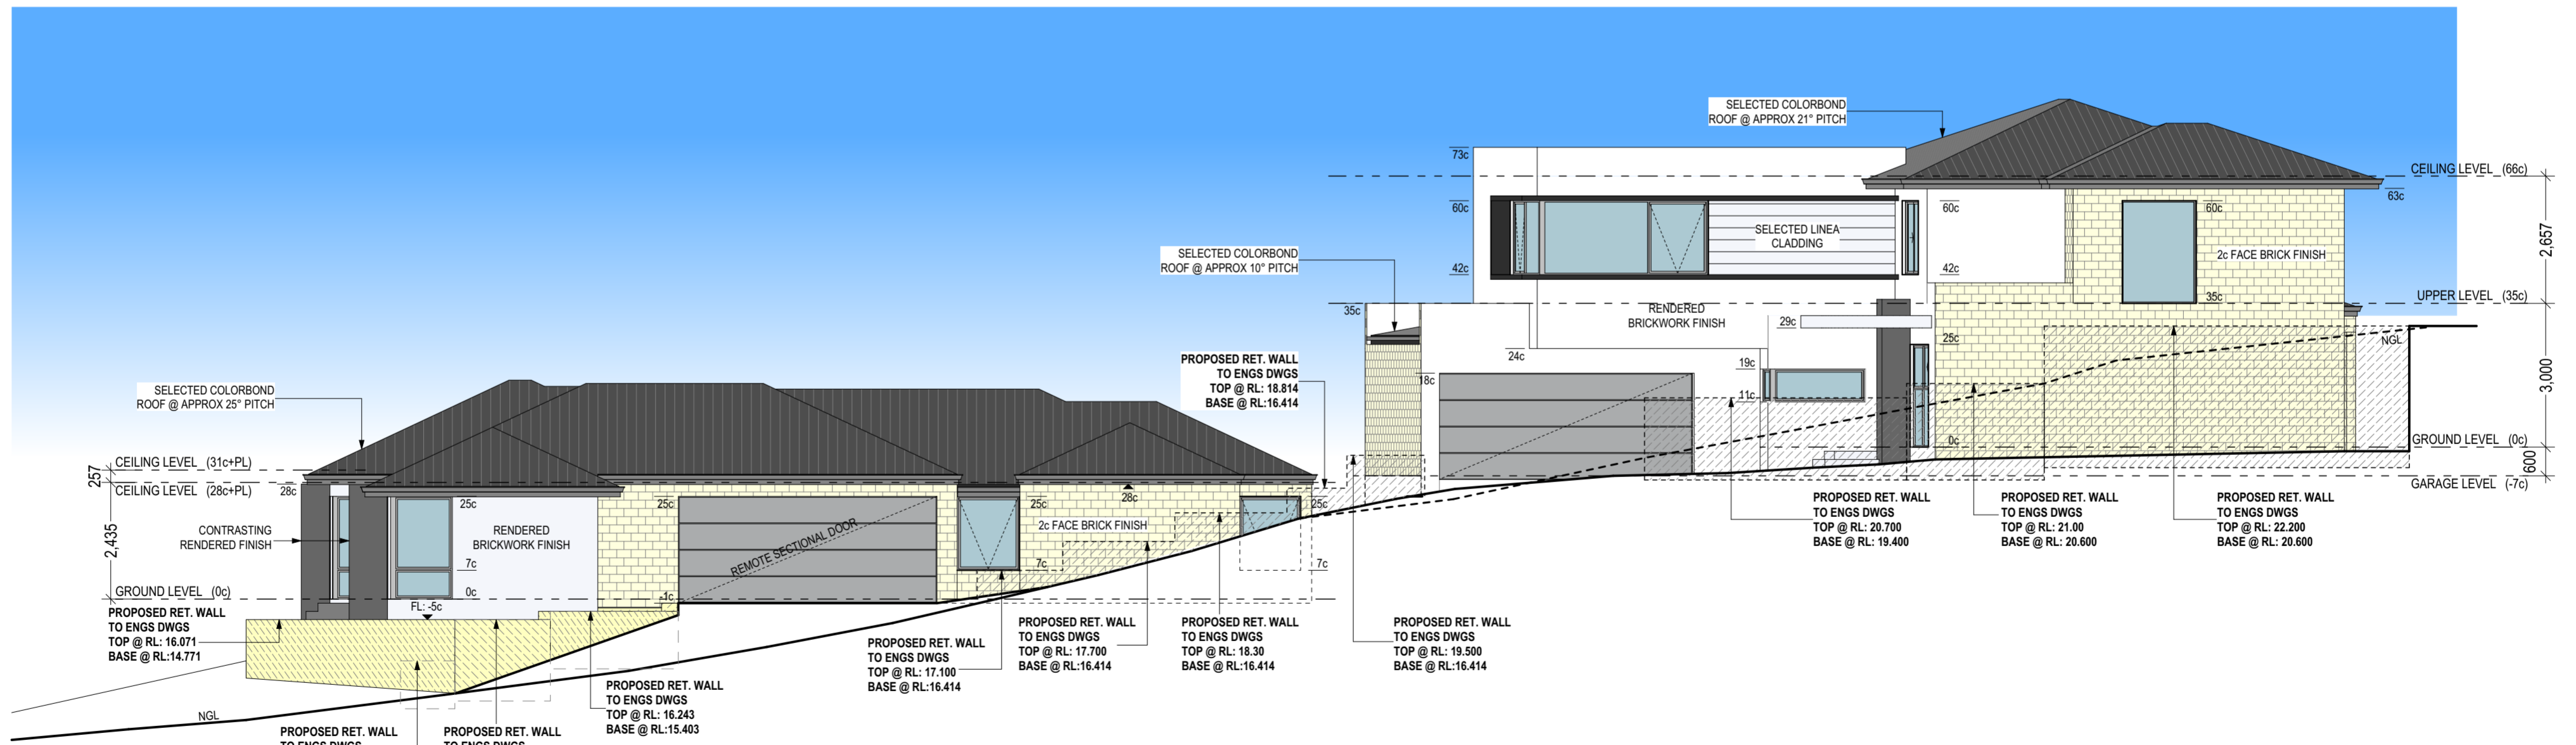 SELECTED COLORBOND
ROOF @ APPROX 21° PITCH
73c
CEILING LEVEL (66c)
63c
60c
60c
60c
SELECTED LINEA
CLADDING
2,657
SELECTED COLORBOND
ROOF @ APPROX 10° PITCH
2c FACE BRICK FINISH
42c
42c
35c
UPPER LEVEL (35c)
35c
RENDERED
BRICKWORK FINISH
29c
25c
NGL
24c
19c
18c
11c
3,000
PROPOSED RET. WALL
TO ENGS DWGS
TOP @ RL: 18.814
BASE @ RL:16.414
SELECTED COLORBOND
ROOF @ APPROX 25° PITCH
0c
GROUND LEVEL (0c)
600
GARAGE LEVEL (-7c)
257
CEILING LEVEL (31c+PL)
CEILING LEVEL (28c+PL)
28c
28c
25c
25c
25c
25c
CONTRASTING
RENDERED FINISH
RENDERED
BRICKWORK FINISH
REMOTE SECTIONAL DOOR
2c FACE BRICK FINISH
2,435
7c
7c
7c
GROUND LEVEL (0c)
0c
-1c
FL: -5c
PROPOSED RET. WALL
TO ENGS DWGS
TOP @ RL: 20.700
BASE @ RL: 19.400
PROPOSED RET. WALL
TO ENGS DWGS
TOP @ RL: 21.00
BASE @ RL: 20.600
PROPOSED RET. WALL
TO ENGS DWGS
TOP @ RL: 22.200
BASE @ RL: 20.600
PROPOSED RET. WALL
TO ENGS DWGS
TOP @ RL: 16.071
BASE @ RL:14.771
PROPOSED RET. WALL
TO ENGS DWGS
TOP @ RL: 17.100
BASE @ RL:16.414
PROPOSED RET. WALL
TO ENGS DWGS
TOP @ RL: 17.700
BASE @ RL:16.414
PROPOSED RET. WALL
TO ENGS DWGS
TOP @ RL: 18.30
BASE @ RL:16.414
PROPOSED RET. WALL
TO ENGS DWGS
TOP @ RL: 19.500
BASE @ RL:16.414
PROPOSED RET. WALL
TO ENGS DWGS
TOP @ RL: 16.243
BASE @ RL:15.403
NGL
PROPOSED RET. WALL
TO ENGS DWGS
PROPOSED RET. WALL
TO ENGS DWGS